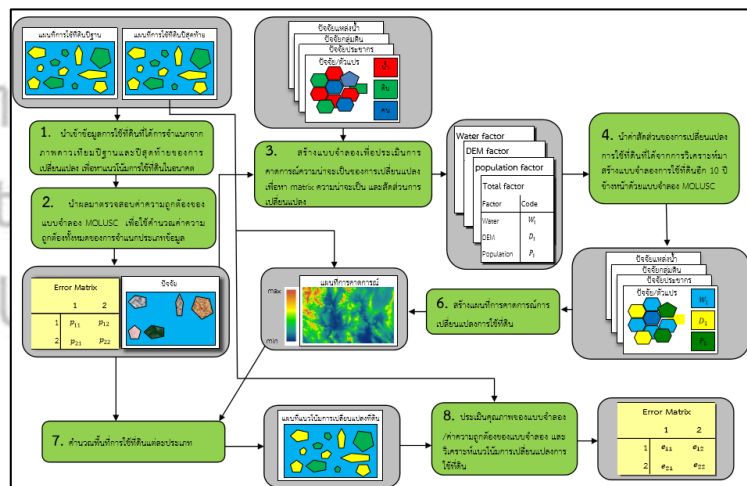 แผนที่การใช้ที่ดินปีฐาน
แผนที่การใช้ที่ดินปีสุดท้าย
1. นำเข้าข้อมูลการใช้ที่ดินที่ได้การจำแนกจาก
ภาพดาวเทียมปีฐานและปีสุดท้ายของการ
เปลี่ยนแปลง เพื่อหาแนวโน้มการใช้ที่ดินในอนาคต
2. นำผลมาตรวจสอบค่าความถูกต้องของ
แบบจำลอง MOLUSC เพื่อใช้คำนวณค่าความ
ถูกต้องทั้งหมดของการจำแนกประเภทข้อมูล
Error Matrix
1 2
1 p₁₁ p₁₂
2 p₂₁ p₂₂
ปัจจัย
ปัจจัยแหล่งน้ำ
ปัจจัยกลุ่มดิน
ปัจจัยประชากร
ปัจจัย/ตัวแปร
น้ำ
ดิน
คน
3. สร้างแบบจำลองเพื่อประเมินการ
คาดการณ์ความน่าจะเป็นของการเปลี่ยนแปลง
เพื่อหา matrix ความน่าจะเป็น และสัดส่วนการ
เปลี่ยนแปลง
Water factor
DEM factor
population factor
Total factor
Factor Code
Water W₁
DEM D₁
Population P₁
4. นำค่าสัดส่วนของการเปลี่ยนแปลง
การใช้ที่ดินที่ได้จากการวิเคราะห์มา
สร้างแบบจำลองการใช้ที่ดินอีก 10 ปี
ข้างหน้าด้วยแบบจำลอง MOLUSC
ปัจจัยแหล่งน้ำ
ปัจจัยกลุ่มดิน
ปัจจัยประชากร
ปัจจัย/ตัวแปร
W₁
D₁
P₁
6. สร้างแผนที่การคาดการณ์การ
เปลี่ยนแปลงการใช้ที่ดิน
แผนที่การคาดการณ์
max
min
7. คำนวณพื้นที่การใช้ที่ดินแต่ละประเภท
แผนที่แนวโน้มการเปลี่ยนแปลงที่ดิน
8. ประเมินคุณภาพของแบบจำลอง
/ค่าความถูกต้องของแบบจำลอง และ
วิเคราะห์แนวโน้มการเปลี่ยนแปลงการ
ใช้ที่ดิน
Error Matrix
1 2
1 e₁₁ e₁₂
2 e₂₁ e₂₂